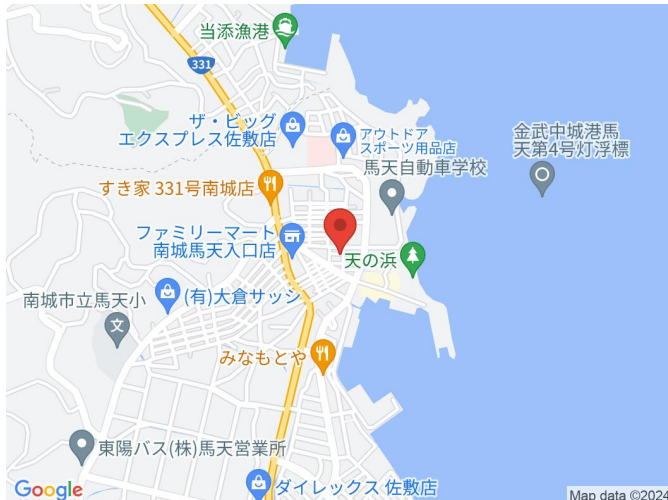 当添漁港
331
ザ・ビッグ
エクスプレス佐敷店
アウトドア
スポーツ用品店
金武中城港馬
天第4号灯浮標
馬天自動車学校
すき家 331号南城店
ファミリーマート
南城馬天入口店
天の浜
南城市立馬天小
(有)大倉サッシ
文
みなもとや
東陽バス(株)馬天営業所
ダイレックス 佐敷店
Google
Map data ©2024